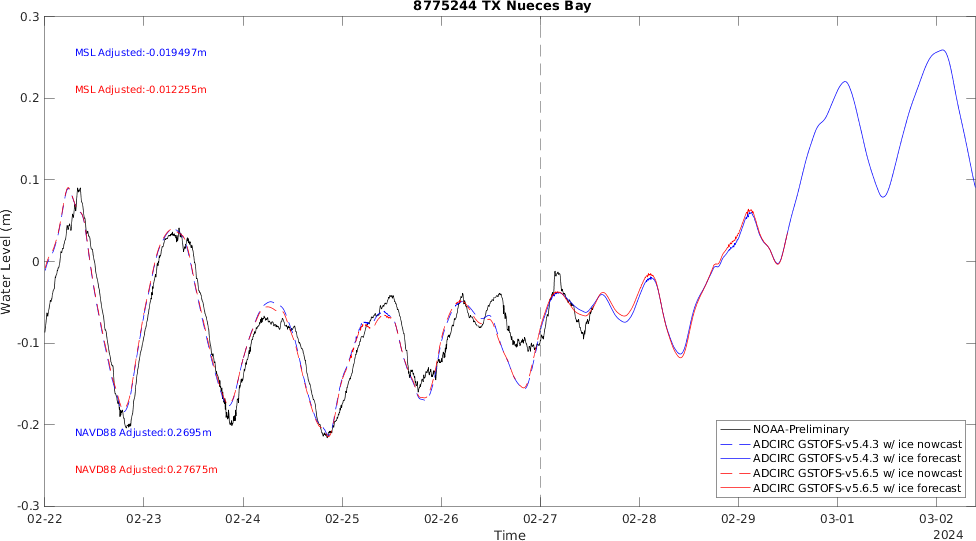 8775244 TX Nueces Bay
0.3
0.2
0.1
0
-0.1
-0.2
-0.3
Water Level (m)
MSL Adjusted:-0.019497m
MSL Adjusted:-0.012255m
NAVD88 Adjusted:0.2695m
NAVD88 Adjusted:0.27675m
NOAA-Preliminary
ADCIRC GSTOFS-v5.4.3 w/ ice nowcast
ADCIRC GSTOFS-v5.4.3 w/ ice forecast
ADCIRC GSTOFS-v5.6.5 w/ ice nowcast
ADCIRC GSTOFS-v5.6.5 w/ ice forecast
02-22 02-23 02-24 02-25 02-26 02-27 02-28 02-29 03-01 03-02
Time
2024